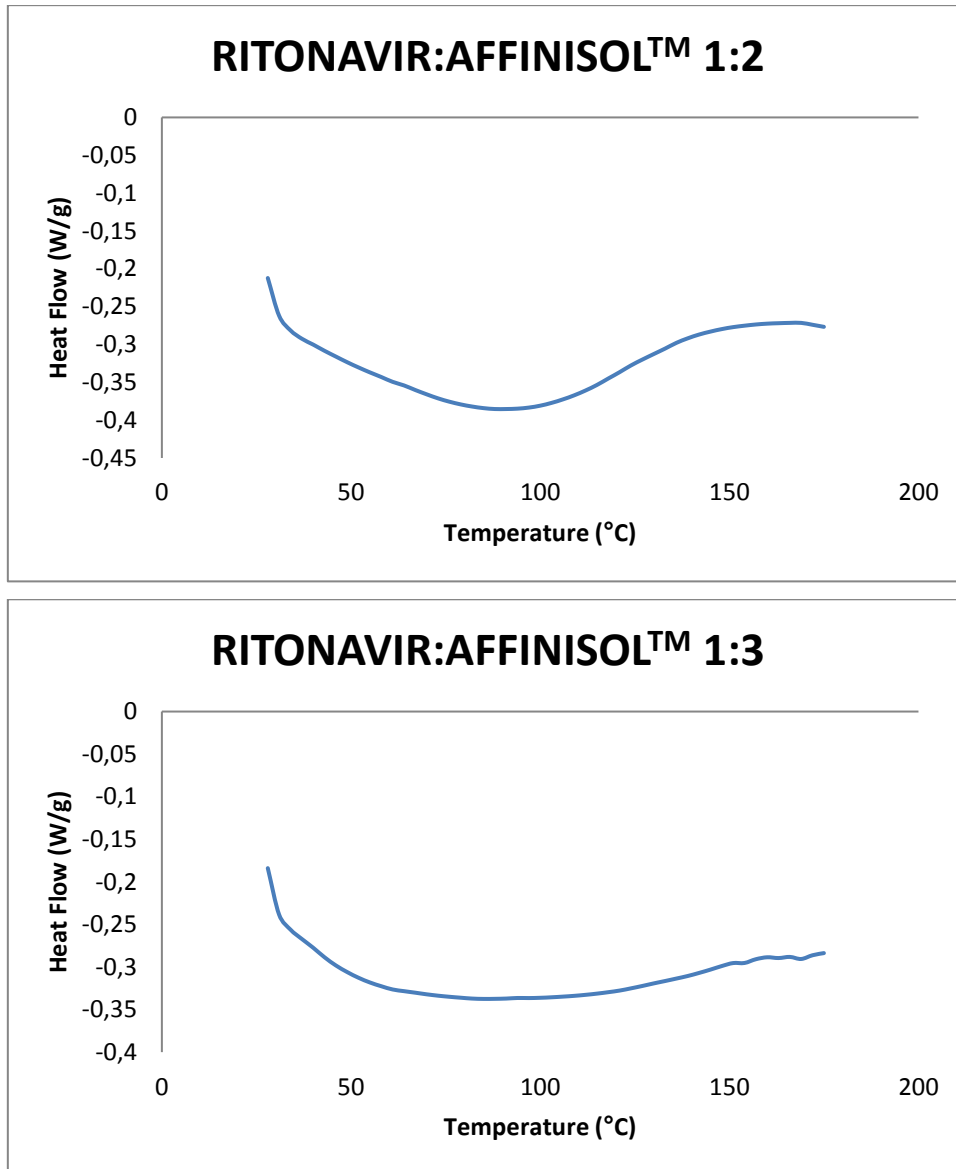 RITONAVIR:AFFINISOL™ 1:2
0
-0,05
-0,1
-0,15
-0,2
-0,25
-0,3
-0,35
-0,4
-0,45
Heat Flow (W/g)
0 50 100 150 200
Temperature (°C)
RITONAVIR:AFFINISOL™ 1:3
0
-0,05
-0,1
-0,15
-0,2
-0,25
-0,3
-0,35
-0,4
Heat Flow (W/g)
0 50 100 150 200
Temperature (°C)